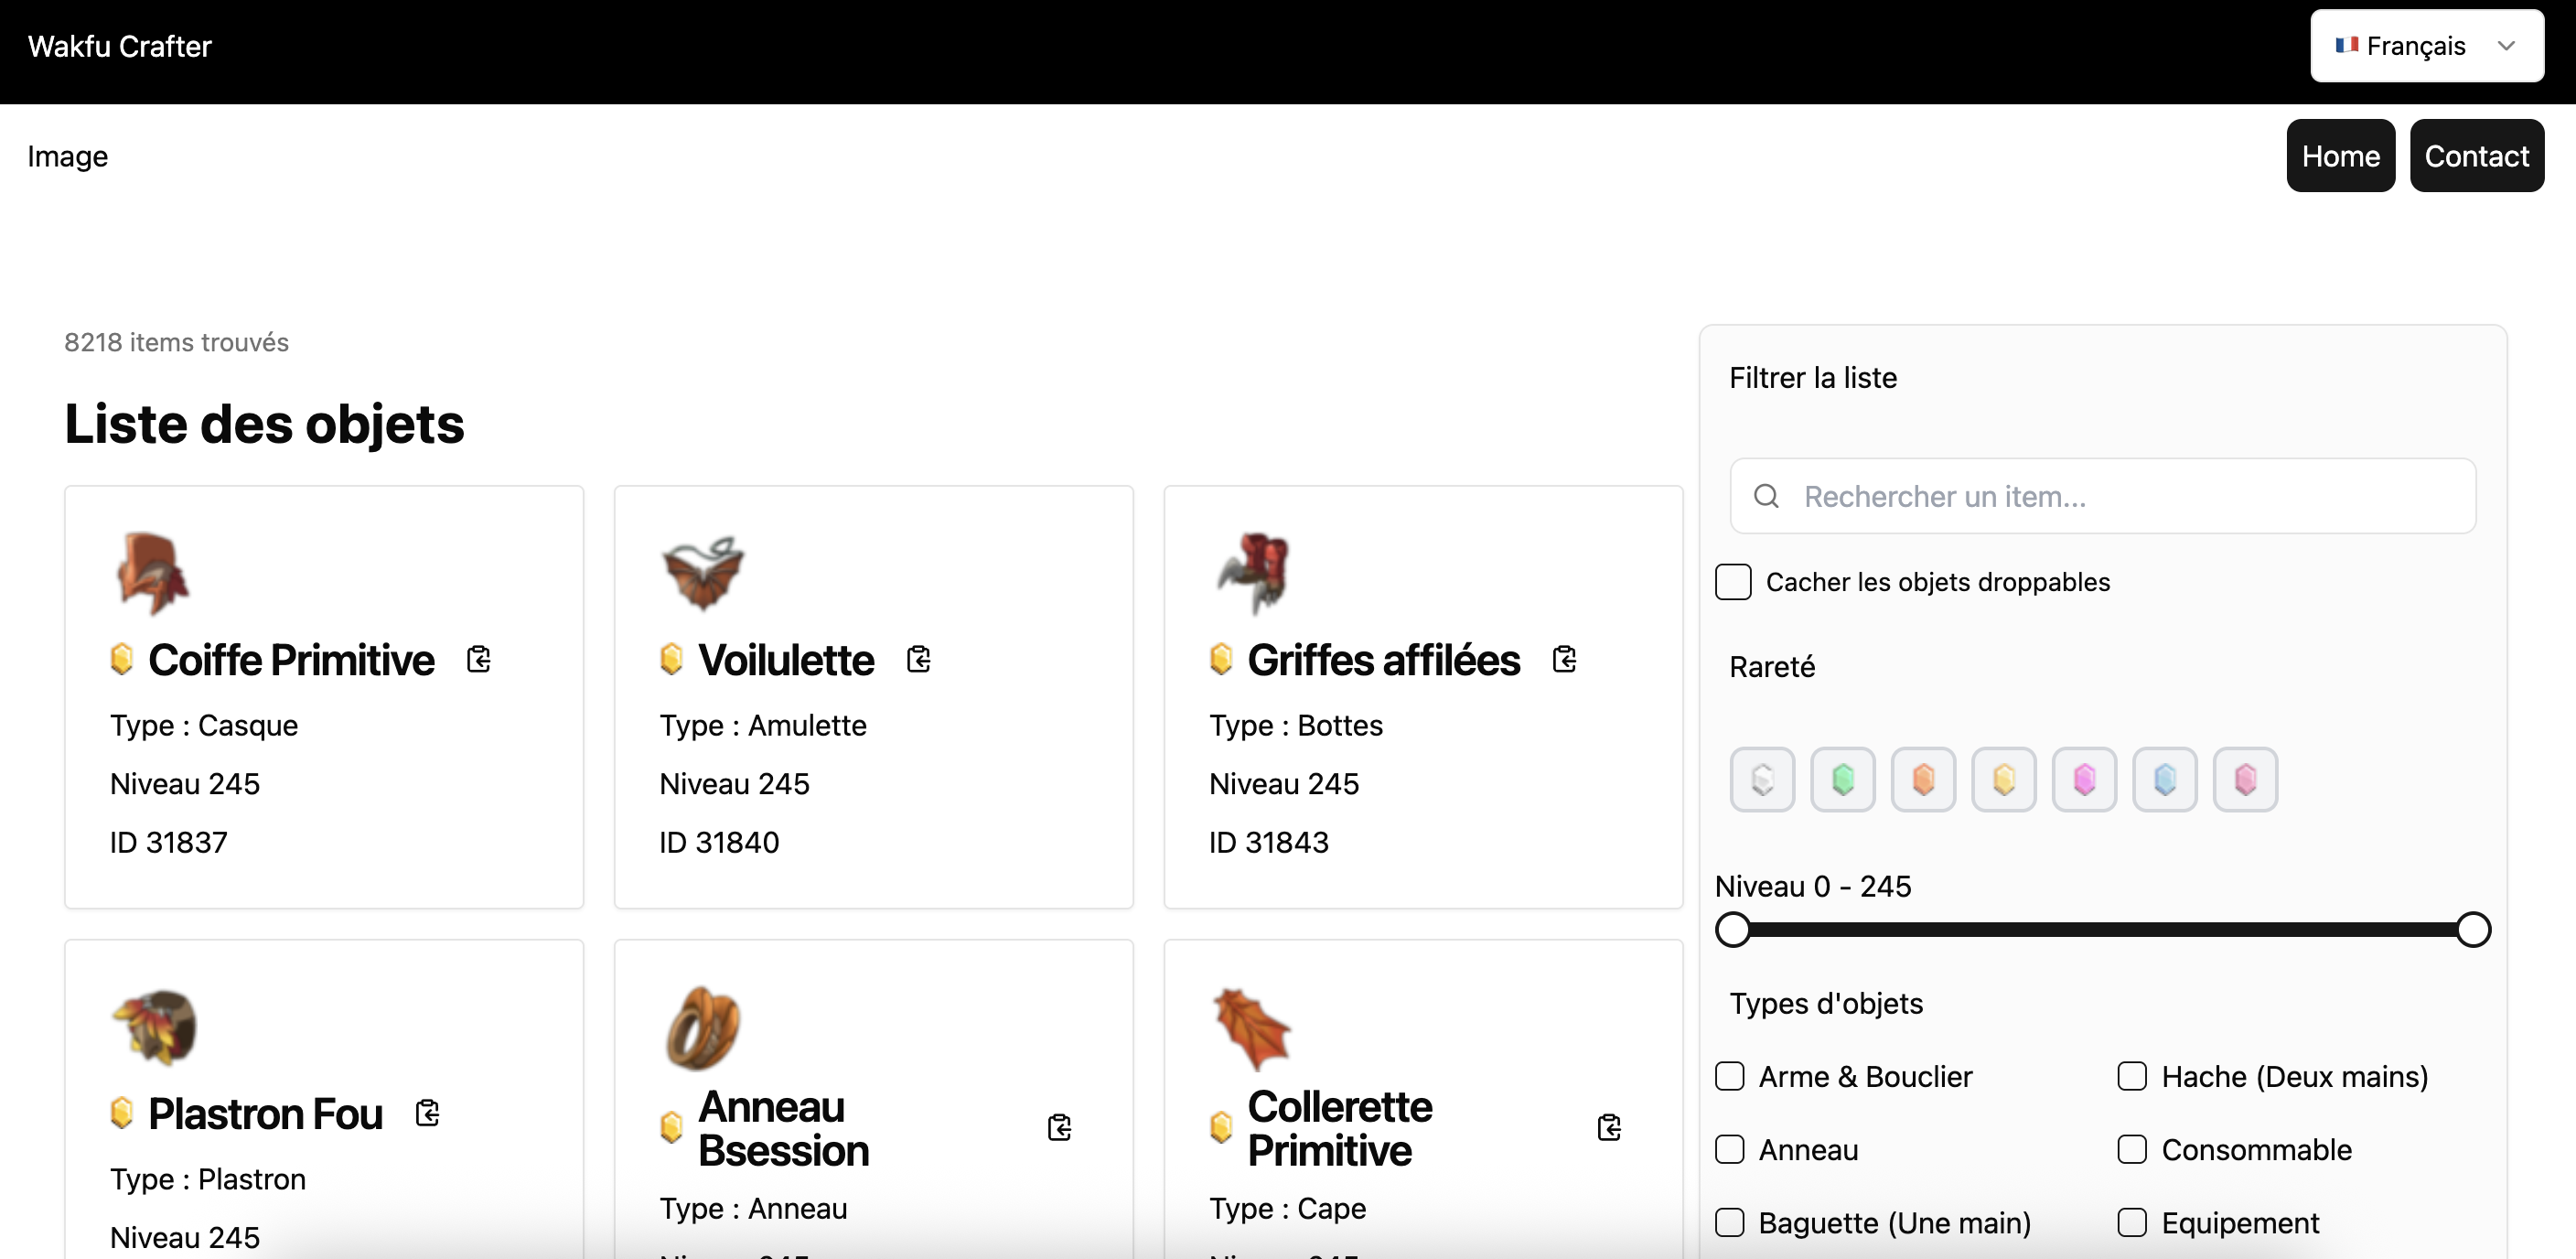 Wakfu Crafter
🇫🇷 Français
Image
Home
Contact
8218 items trouvés
Liste des objets
Coiffe Primitive
Type : Casque
Niveau 245
ID 31837
Voilulette
Type : Amulette
Niveau 245
ID 31840
Griffes affilées
Type : Bottes
Niveau 245
ID 31843
Plastron Fou
Type : Plastron
Niveau 245
Anneau
Bsession
Type : Anneau
Collerette
Primitive
Type : Cape
Filtrer la liste
Rechercher un item...
Cacher les objets droppables
Rareté
Niveau 0 - 245
Types d'objets
Arme & Bouclier
Hache (Deux mains)
Anneau
Consommable
Baguette (Une main)
Equipement